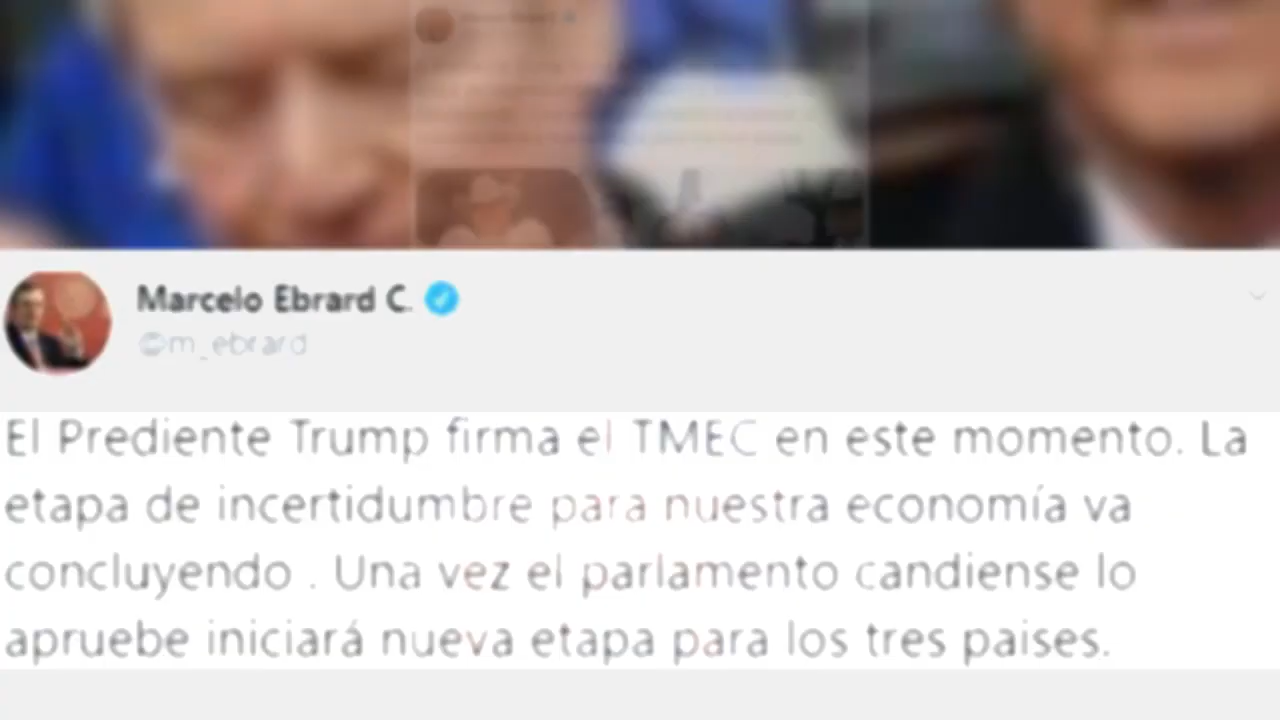 Marcelo Ebrard C.
@m_ebrard
El Prediente Trump firma el TMEC en este momento. La
etapa de incertidumbre para nuestra economía va
concluyendo . Una vez el parlamento candiense lo
apruebe iniciará nueva etapa para los tres paises.